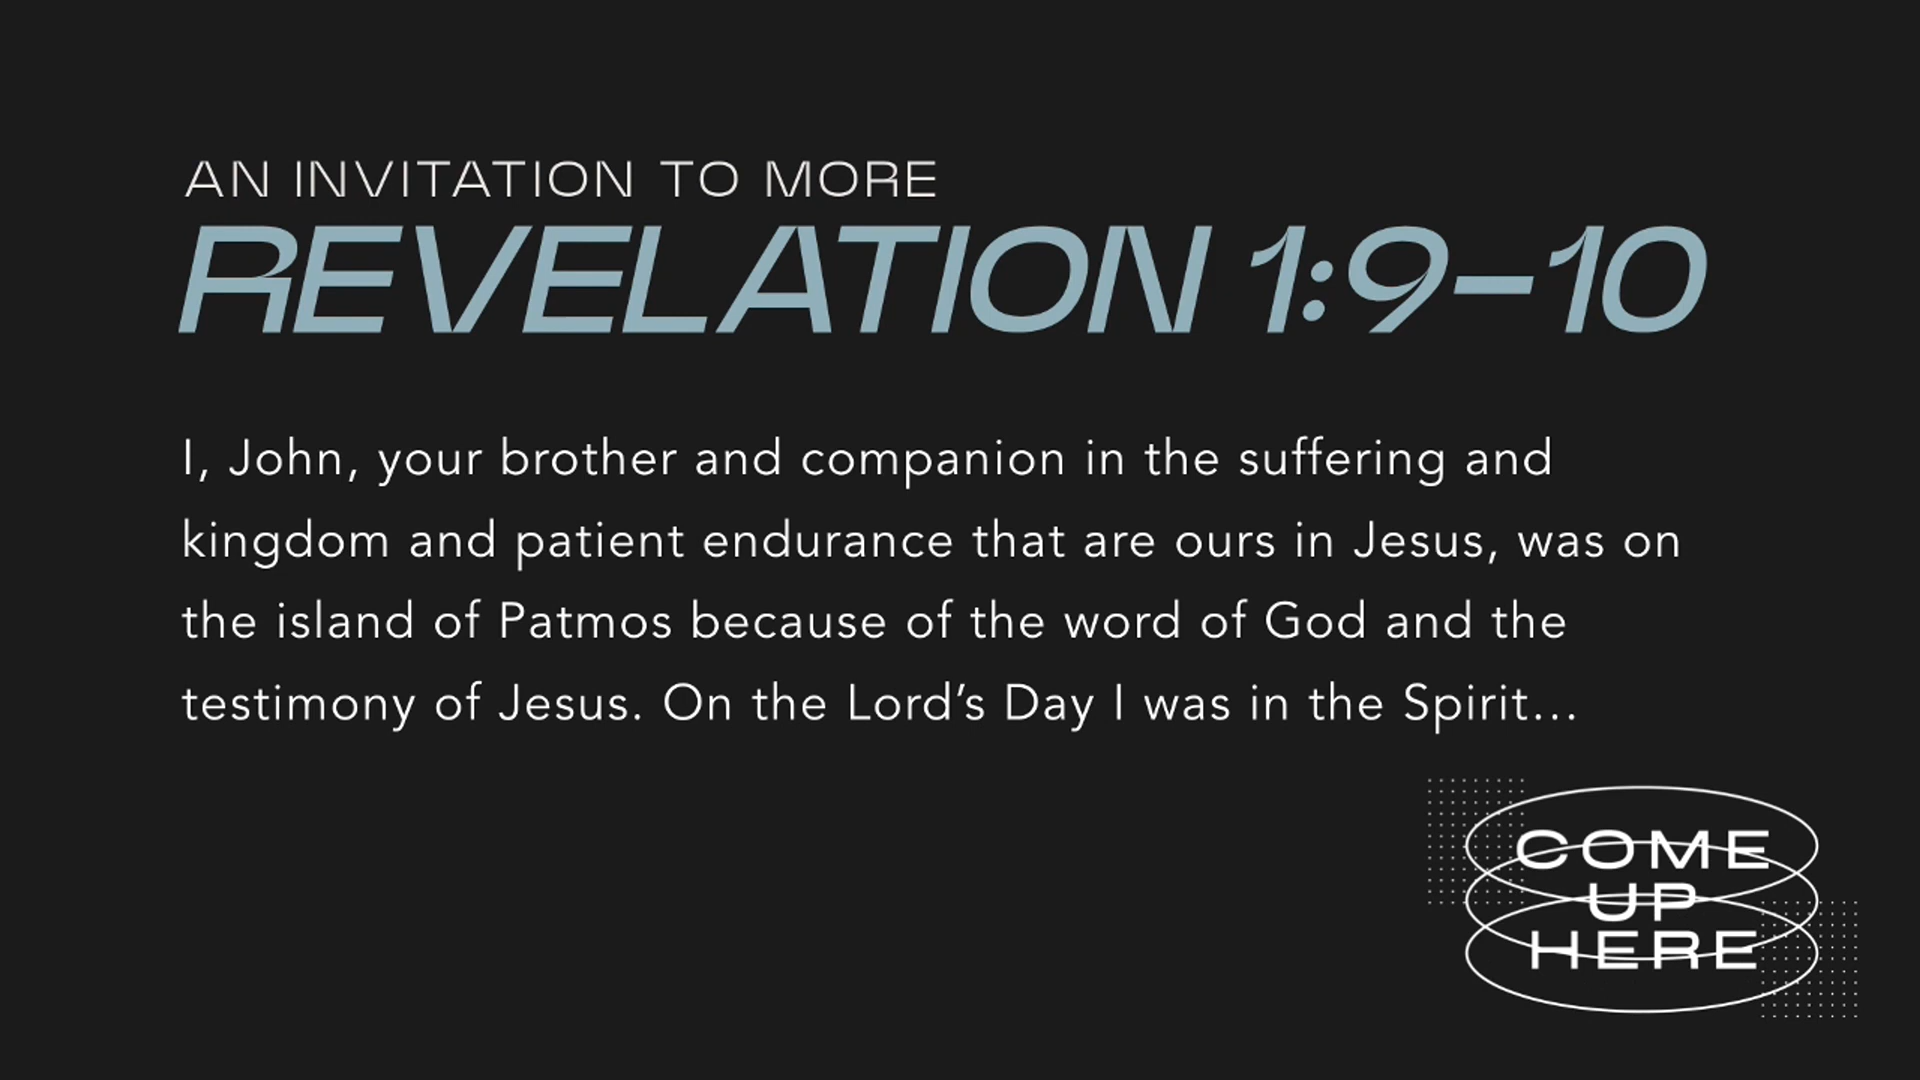 AN INVITATION TO MORE
REVELATION 1:9–10
I, John, your brother and companion in the suffering and
kingdom and patient endurance that are ours in Jesus, was on
the island of Patmos because of the word of God and the
testimony of Jesus. On the Lord’s Day I was in the Spirit…
COME
UP
HERE